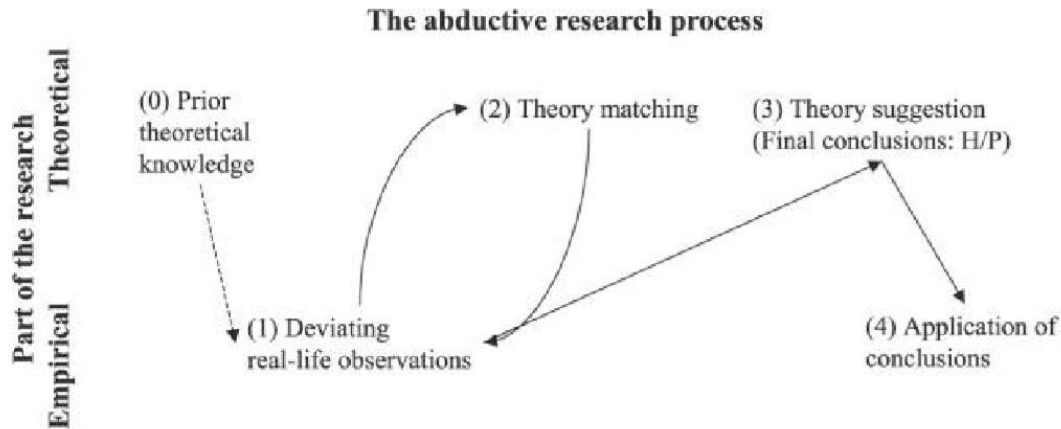 The abductive research process
Part of the research
Theoretical
Empirical
(0) Prior
theoretical
knowledge
(2) Theory matching
(3) Theory suggestion
(Final conclusions: H/P)
(1) Deviating
real-life observations
(4) Application of
conclusions